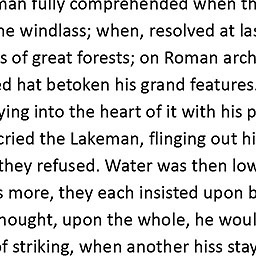 man fully comprehended when th
he windlass; when, resolved at las
s of great forests; on Roman arch
ed hat betoken his grand features.
ying into the heart of it with his p
cried the Lakeman, flinging out hi
they refused. Water was then low
s more, they each insisted upon b
hought, upon the whole, he woul
of striking, when another hiss stay